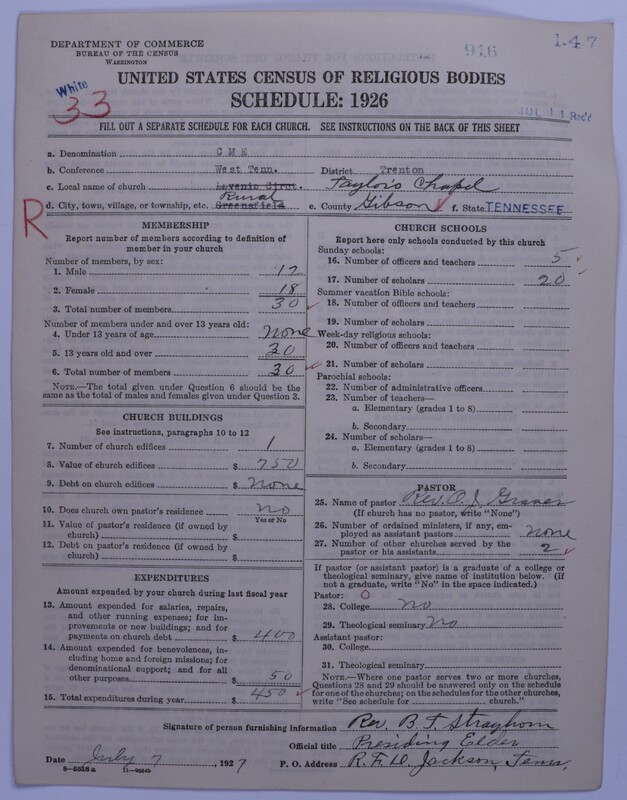 DEPARTMENT OF COMMERCE
BUREAU OF THE CENSUS
WASHINGTON
916
1-47
White
33
UNITED STATES CENSUS OF RELIGIOUS BODIES
SCHEDULE: 1926
JUL 11 Rec'd
FILL OUT A SEPARATE SCHEDULE FOR EACH CHURCH. SEE INSTRUCTIONS ON THE BACK OF THIS SHEET
a. Denomination C M E
b. Conference West Tenn. District Trenton
c. Local name of church Taylors Chapel
Rural
d. City, town, village, or township, etc. Greenfield e. County Gibson f. State TENNESSEE
R
MEMBERSHIP
Report number of members according to definition of member in your church
Number of members, by sex:
1. Male 12
2. Female 18
3. Total number of members 30
Number of members under and over 13 years old:
4. Under 13 years of age None
5. 13 years old and over 30
6. Total number of members 30
NOTE.—The total given under Question 6 should be
same as the total of males and females given under Question 3.
CHURCH BUILDINGS
See instructions, paragraphs 10 to 12
7. Number of church edifices 1
8. Value of church edifices $ 750
9. Debt on church edifices $ None
10. Does church own pastor's residence No
Yes or No
11. Value of pastor's residence (if owned by
church) $
12. Debt on pastor's residence (if owned by
church) $
EXPENDITURES
Amount expended by your church during last fiscal year
13. Amount expended for salaries, repairs,
and other running expenses; for im-
provements or new buildings; and for
payments on church debt $ 400
14. Amount expended for benevolences, in-
cluding home and foreign missions; for
denominational support; and for all
other purposes $ 50
15. Total expenditures during year $ 450
CHURCH SCHOOLS
Report here only schools conducted by this church
Sunday schools:
16. Number of officers and teachers 5
17. Number of scholars 20
Summer vacation Bible schools:
18. Number of officers and teachers
19. Number of scholars
Week-day religious schools:
20. Number of officers and teachers
21. Number of scholars
Parochial schools:
22. Number of administrative officers
23. Number of teachers—
a. Elementary (grades 1 to 8)
b. Secondary
24. Number of scholars—
a. Elementary (grades 1 to 8)
b. Secondary
PASTOR
25. Name of pastor Rev. O. J. Graves
(If church has no pastor, write "None")
26. Number of ordained ministers, if any, em-
ployed as assistant pastors None
27. Number of other churches served by the
pastor or his assistants 2
If pastor (or assistant pastor) is a graduate of a college or
theological seminary, give name of institution below. (If
not a graduate, write "No" in the space indicated.)
Pastor: O
28. College No
29. Theological seminary No
Assistant pastor:
30. College
31. Theological seminary
NOTE.—Where one pastor serves two or more churches,
Questions 28 and 29 should be answered only on the schedule
for one of the churches; on the schedules for the other churches,
write "See schedule for church."
Signature of person furnishing information Rev. B. T. Strayhorn
Official title Presiding Elder
Date July 7, 1927 P. O. Address R.F.D. Jackson, Tenn.
8-5518 a